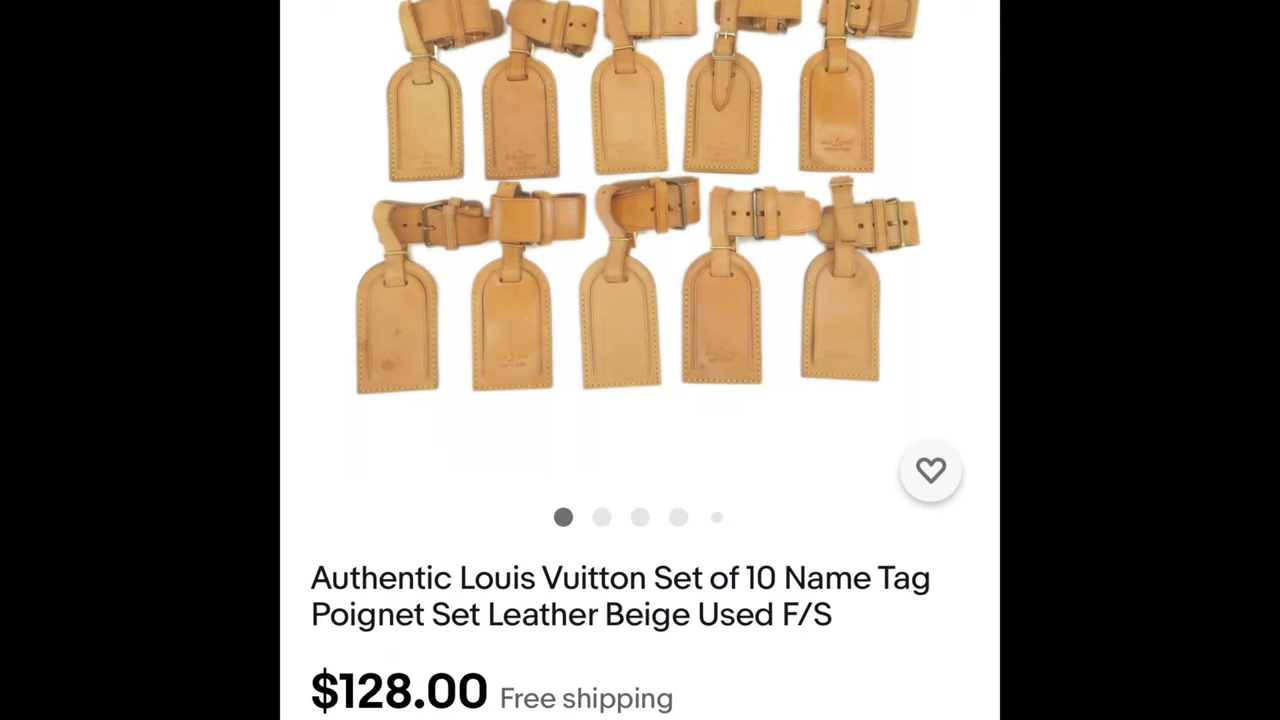 Authentic Louis Vuitton Set of 10 Name Tag
Poignet Set Leather Beige Used F/S
$128.00 Free shipping